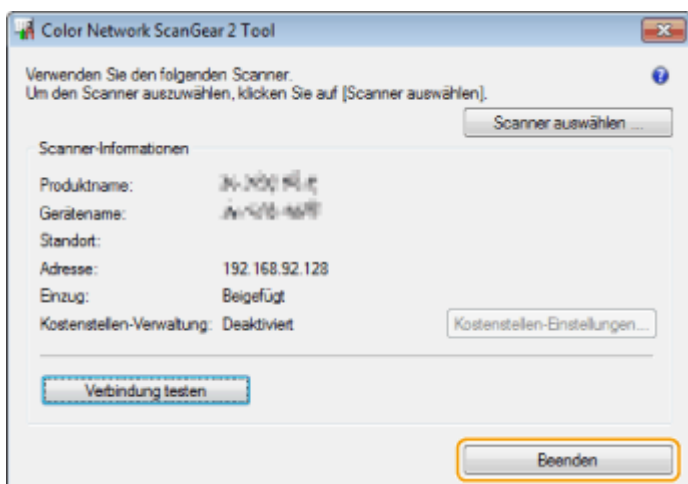 Color Network ScanGear 2 Tool
Verwenden Sie den folgenden Scanner.
Um den Scanner auszuwählen, klicken Sie auf [Scanner auswählen].
Scanner auswählen ...
Scanner-Informationen
Produktname:
Gerätename:
Standort:
Adresse: 192.168.92.128
Einzug: Beigefügt
Kostenstellen-Verwaltung: Deaktiviert Kostenstellen-Einstellungen...
Verbindung testen
Beenden